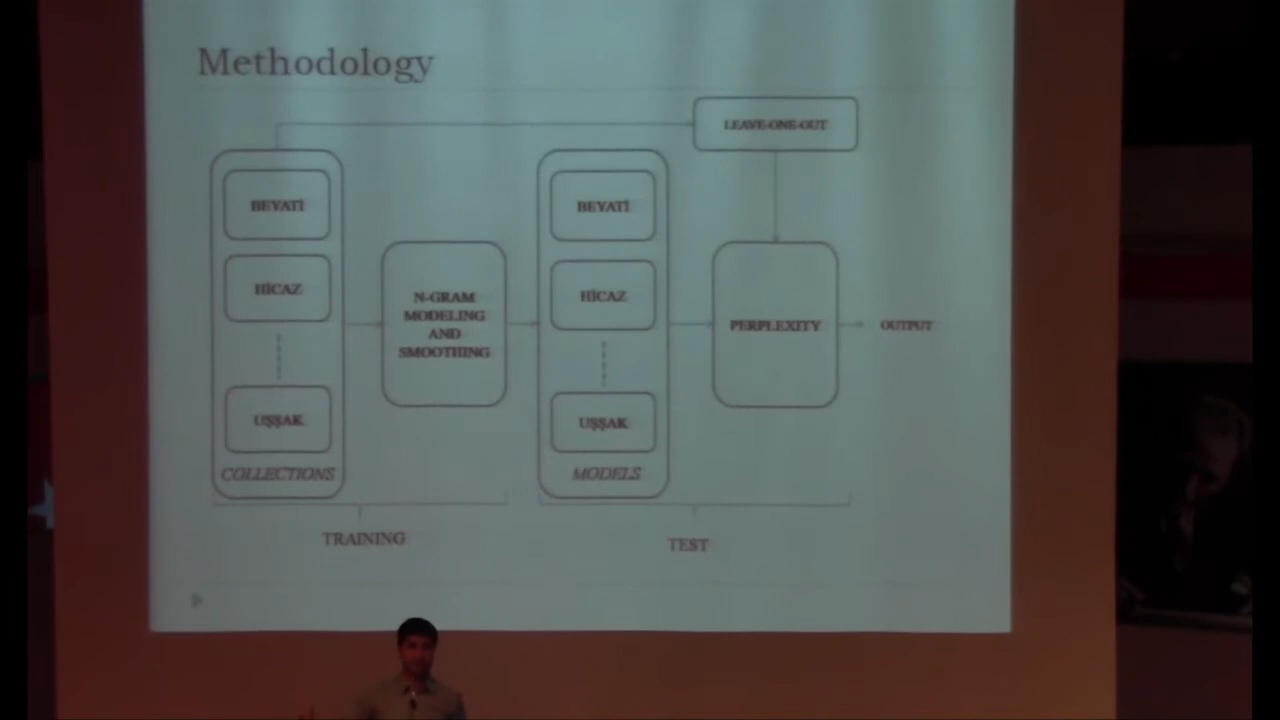 Methodology
LEAVE-ONE-OUT
BEYATİ
HİCAZ
UŞŞAK
COLLECTIONS
N-GRAM
MODELING
AND
SMOOTHING
BEYATİ
HİCAZ
UŞŞAK
MODELS
PERPLEXITY
OUTPUT
TRAINING
TEST